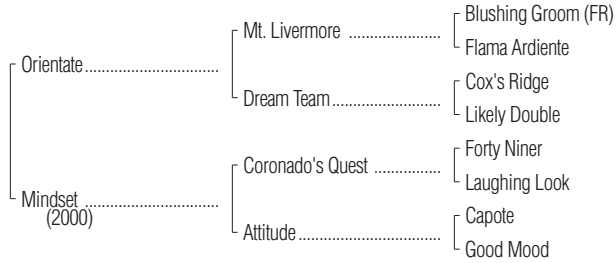 Blushing Groom (FR)
Mt. Livermore ....................
Flama Ardiente
Orientate .............................
Cox's Ridge
Dream Team ........................
Likely Double
Forty Niner
Coronado's Quest ...............
Laughing Look
Mindset .............................
(2000)
Capote
Attitude ................................
Good Mood